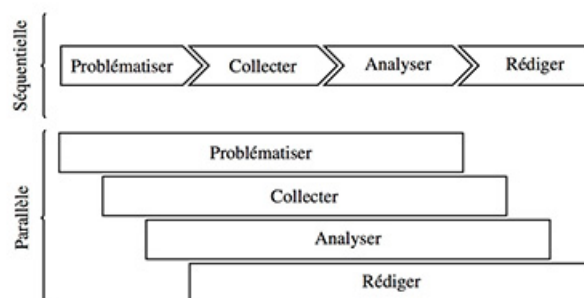 Séquentielle
Problématiser
Collecter
Analyser
Rédiger
Parallèle
Problématiser
Collecter
Analyser
Rédiger